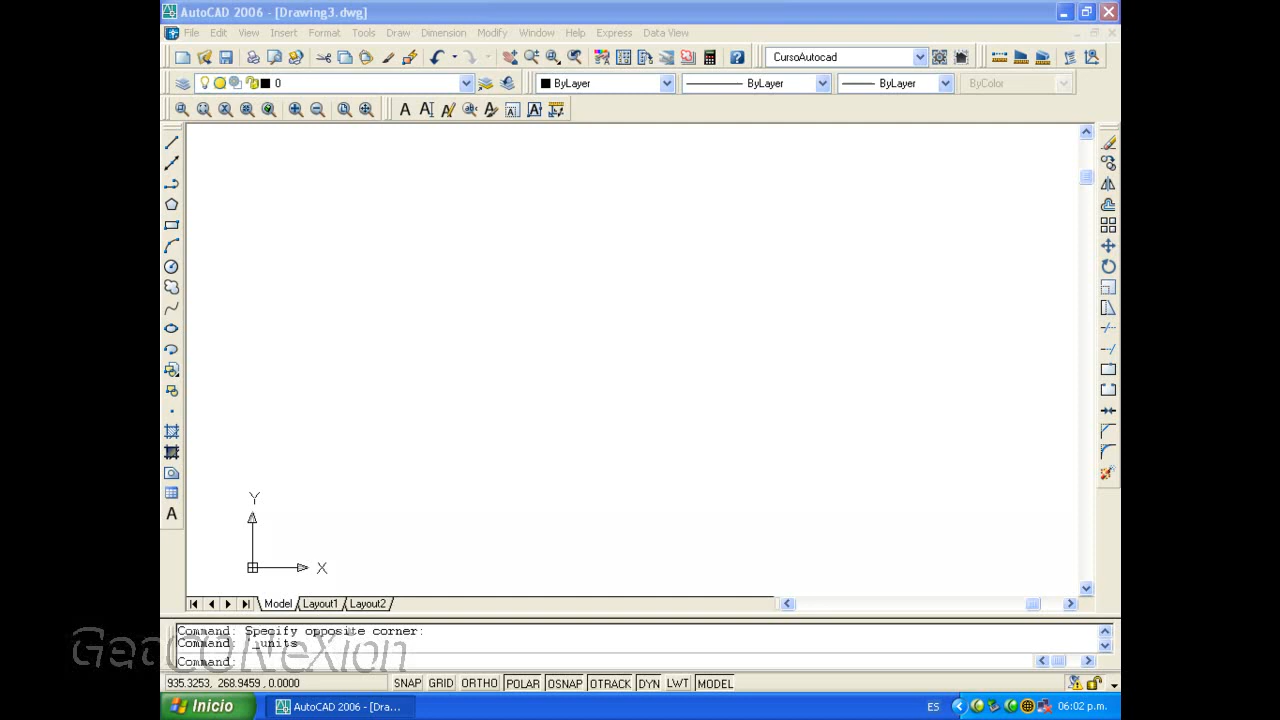 AutoCAD 2006 - [Drawing3.dwg]
File Edit View Insert Format Tools Draw Dimension Modify Window Help Express Data View
CursoAutocad
0 ByLayer ByLayer ByLayer ByColor
Y
X
Model Layout1 Layout2
Command: Specify opposite corner:
Command: _units
Command:
GeoCONeXion
935.3253, 268.9459, 0.0000 SNAP GRID ORTHO POLAR OSNAP OTRACK DYN LWT MODEL
Inicio AutoCAD 2006 - [Dra... ES 06:02 p.m.